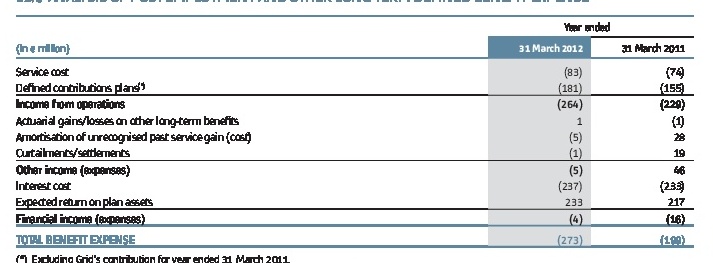 Year ended
(in € million) 31 March 2012 31 March 2011
Service cost (83) (74)
Defined contributions plans(*) (181) (155)
Income from operations (264) (229)
Actuarial gains/losses on other long-term benefits 1 (1)
Amortisation of unrecognised past service gain (cost) (5) 28
Curtailments/settlements (1) 19
Other income (expenses) (5) 46
Interest cost (237) (233)
Expected return on plan assets 233 217
Financial income (expenses) (4) (16)
TOTAL BENEFIT EXPENSE (273) (199)
(*) Excluding Grid's contribution for year ended 31 March 2011.